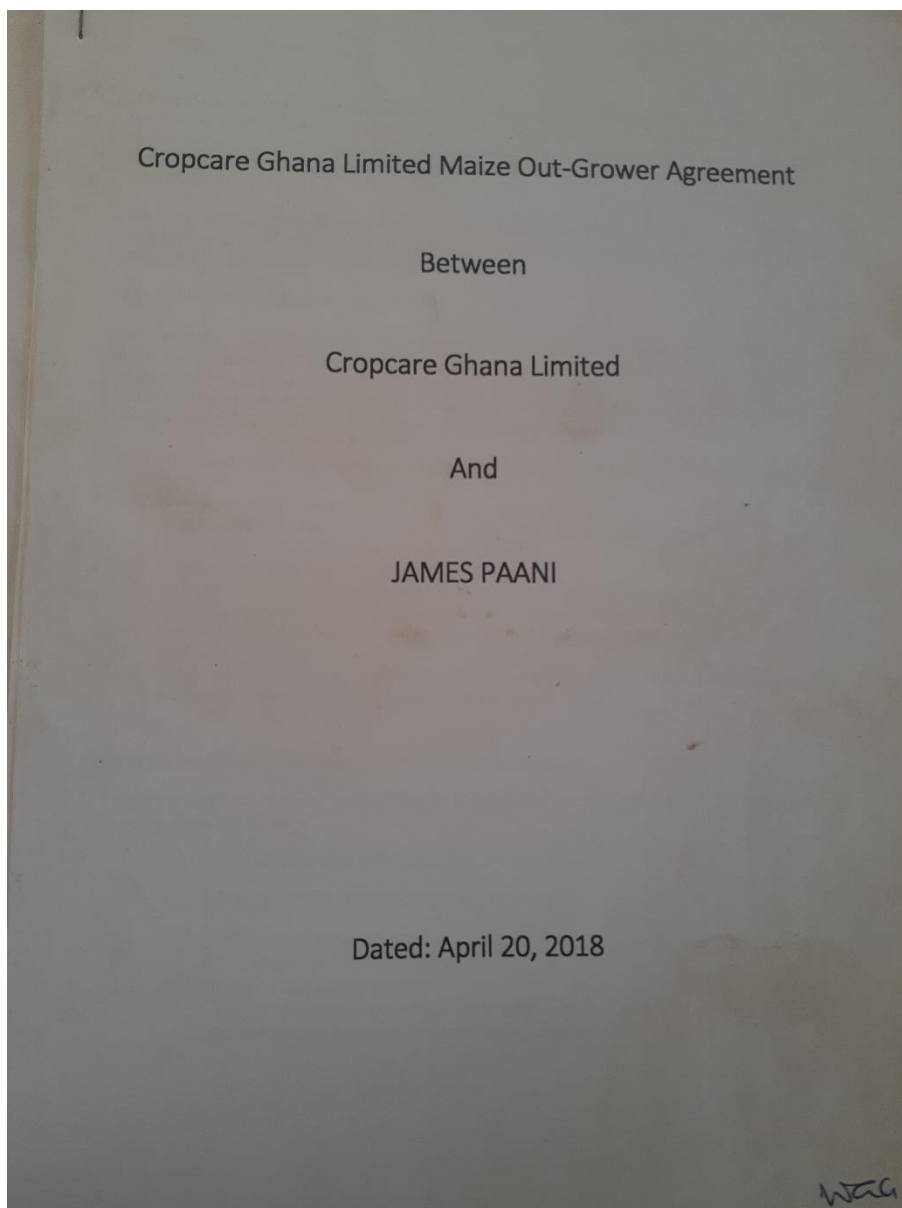 Cropcare Ghana Limited Maize Out-Grower Agreement
Between
Cropcare Ghana Limited
And
JAMES PAANI
Dated: April 20, 2018